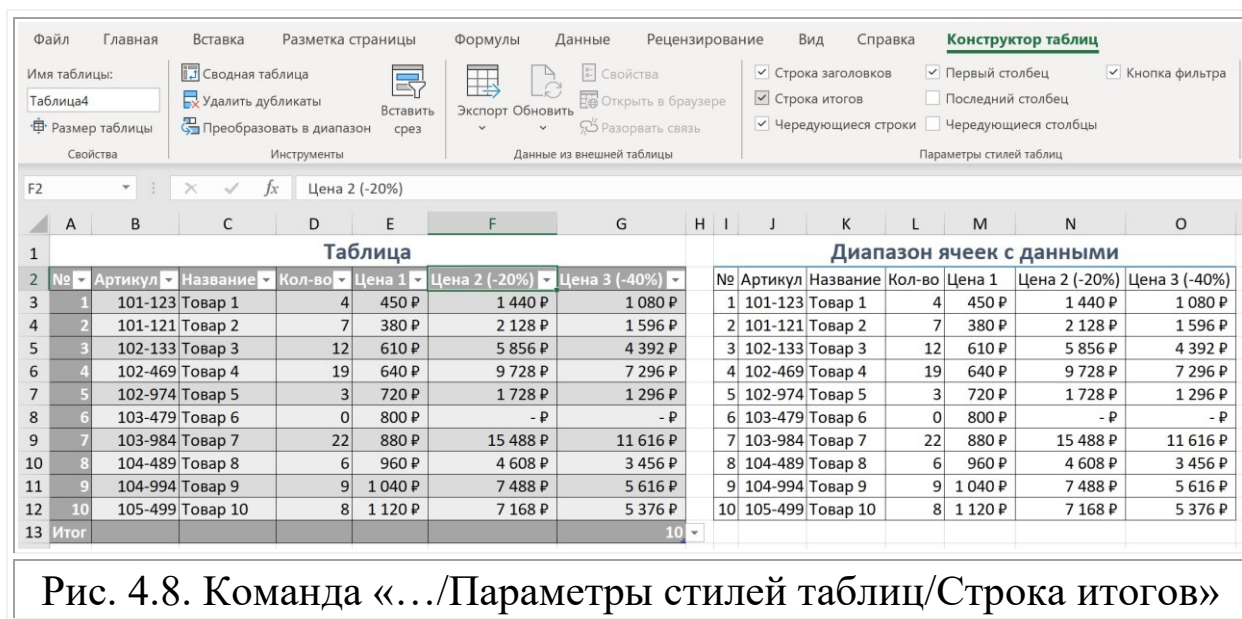 Файл Главная Вставка Разметка страницы Формулы Данные Рецензирование Вид Справка Конструктор таблиц
Имя таблицы:
Таблица4
Размер таблицы
Свойства
Сводная таблица
Удалить дубликаты
Преобразовать в диапазон
Вставить
срез
Инструменты
Экспорт Обновить
Свойства
Открыть в браузере
Разорвать связь
Данные из внешней таблицы
Строка заголовков Первый столбец Кнопка фильтра
Строка итогов Последний столбец
Чередующиеся строки Чередующиеся столбцы
Параметры стилей таблиц
F2 fx Цена 2 (-20%)
A B C D E F G H I J K L M N O
1 Таблица Диапазон ячеек с данными
2 № Артикул Название Кол-во Цена 1 Цена 2 (-20%) Цена 3 (-40%) № Артикул Название Кол-во Цена 1 Цена 2 (-20%) Цена 3 (-40%)
3 1 101-123 Товар 1 4 450 ₽ 1 440 ₽ 1 080 ₽ 1 101-123 Товар 1 4 450 ₽ 1 440 ₽ 1 080 ₽
4 2 101-121 Товар 2 7 380 ₽ 2 128 ₽ 1 596 ₽ 2 101-121 Товар 2 7 380 ₽ 2 128 ₽ 1 596 ₽
5 3 102-133 Товар 3 12 610 ₽ 5 856 ₽ 4 392 ₽ 3 102-133 Товар 3 12 610 ₽ 5 856 ₽ 4 392 ₽
6 4 102-469 Товар 4 19 640 ₽ 9 728 ₽ 7 296 ₽ 4 102-469 Товар 4 19 640 ₽ 9 728 ₽ 7 296 ₽
7 5 102-974 Товар 5 3 720 ₽ 1 728 ₽ 1 296 ₽ 5 102-974 Товар 5 3 720 ₽ 1 728 ₽ 1 296 ₽
8 6 103-479 Товар 6 0 800 ₽ - ₽ - ₽ 6 103-479 Товар 6 0 800 ₽ - ₽ - ₽
9 7 103-984 Товар 7 22 880 ₽ 15 488 ₽ 11 616 ₽ 7 103-984 Товар 7 22 880 ₽ 15 488 ₽ 11 616 ₽
10 8 104-489 Товар 8 6 960 ₽ 4 608 ₽ 3 456 ₽ 8 104-489 Товар 8 6 960 ₽ 4 608 ₽ 3 456 ₽
11 9 104-994 Товар 9 9 1 040 ₽ 7 488 ₽ 5 616 ₽ 9 104-994 Товар 9 9 1 040 ₽ 7 488 ₽ 5 616 ₽
12 10 105-499 Товар 10 8 1 120 ₽ 7 168 ₽ 5 376 ₽ 10 105-499 Товар 10 8 1 120 ₽ 7 168 ₽ 5 376 ₽
13 Итог 10
Рис. 4.8. Команда «…/Параметры стилей таблиц/Строка итогов»